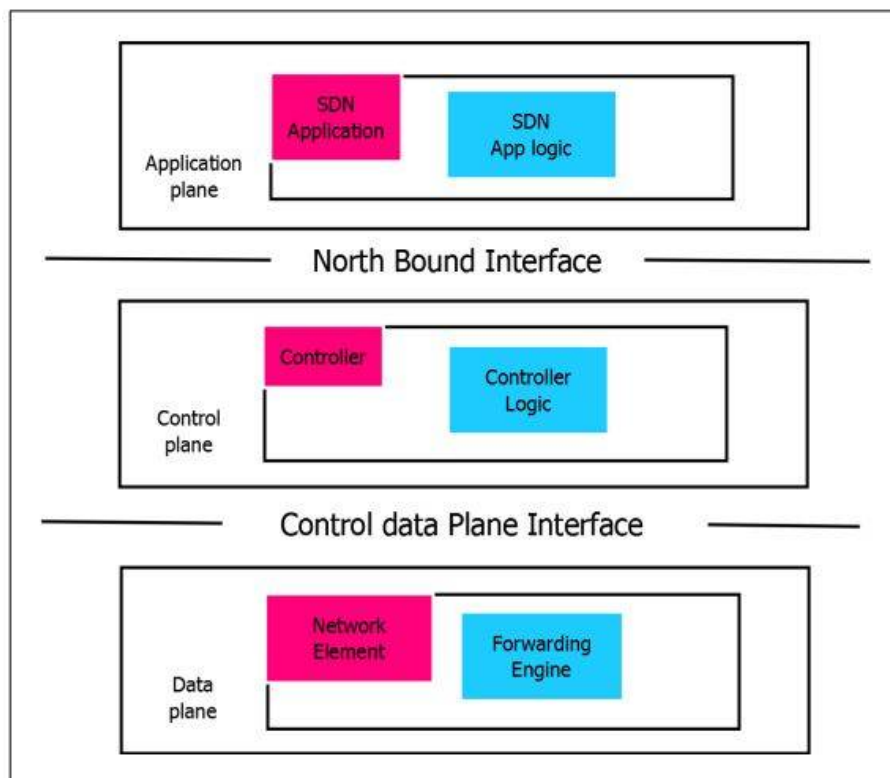 SDN
Application
SDN
App logic
Application
plane
North Bound Interface
Controller
Controller
Logic
Control
plane
Control data Plane Interface
Network
Element
Forwarding
Engine
Data
plane